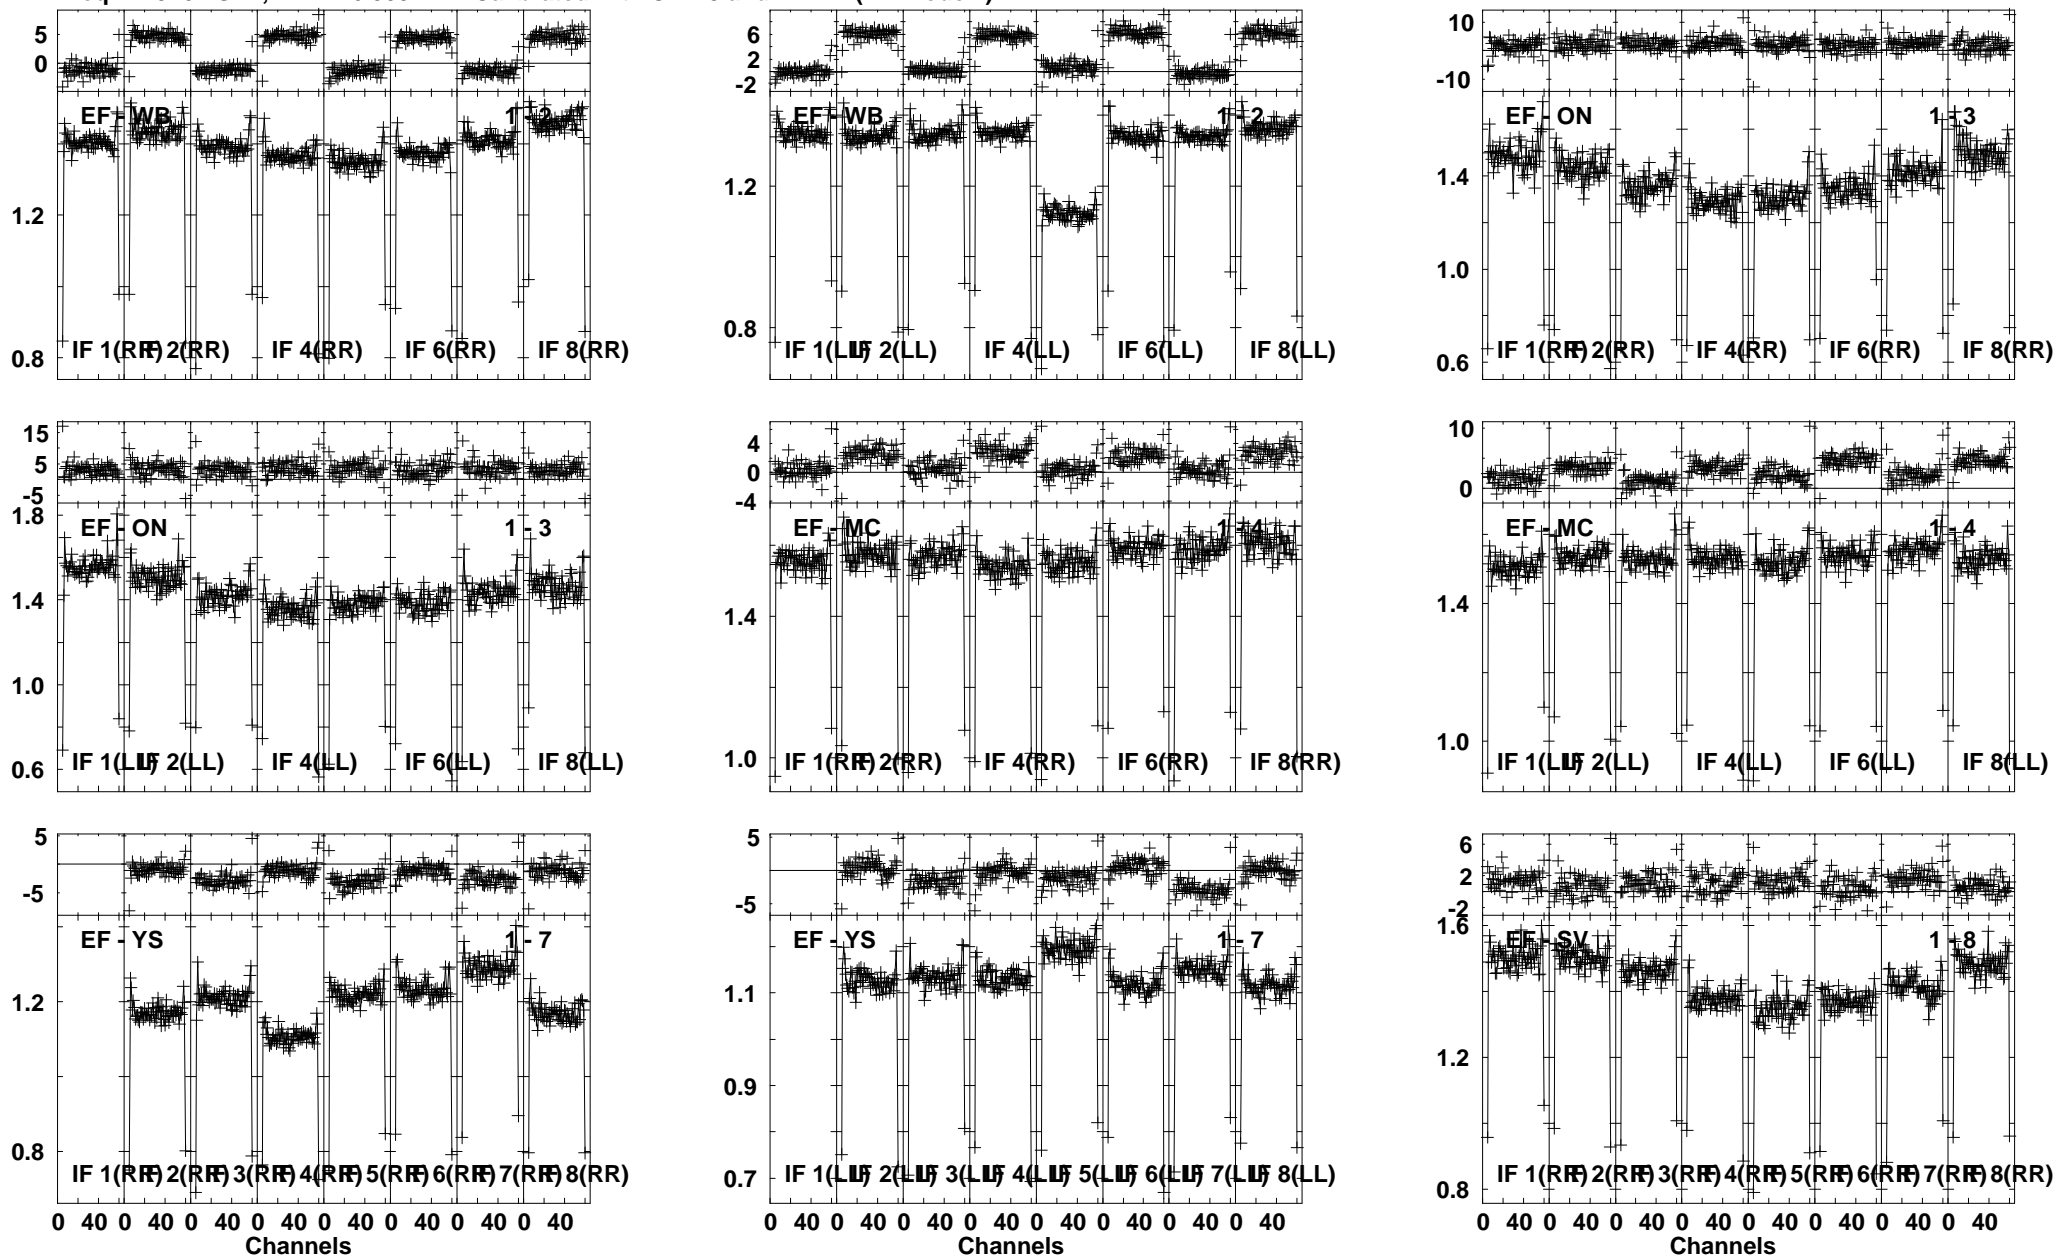 5 0
6 2 -2
10 -10
EF - WB 1 - 2
1.2 0.8
IF 1(RR) IF 2(RR) IF 4(RR) IF 6(RR) IF 8(RR)
EF - WB 1 - 2
1.2 0.8
IF 1(LL) IF 2(LL) IF 4(LL) IF 6(LL) IF 8(LL)
EF - ON 1 - 3
1.4 1.0 0.6
IF 1(RR) IF 2(RR) IF 4(RR) IF 6(RR) IF 8(RR)
15 5 -5
EF - ON 1 - 3
1.8 1.4 1.0 0.6
IF 1(LL) IF 2(LL) IF 4(LL) IF 6(LL) IF 8(LL)
4 0 -4
EF - MC 1 - 4
1.4 1.0
IF 1(RR) IF 2(RR) IF 4(RR) IF 6(RR) IF 8(RR)
10 0
EF - MC 1 - 4
1.4 1.0
IF 1(LL) IF 2(LL) IF 4(LL) IF 6(LL) IF 8(LL)
5 -5
EF - YS 1 - 7
1.2 0.8
IF 1(RR) IF 2(RR) IF 3(RR) IF 4(RR) IF 5(RR) IF 6(RR) IF 7(RR) IF 8(RR)
0 40 0 40 0 40 0 40 0 40 0 40 0 40 0 40
Channels
5 -5
EF - YS 1 - 7
1.1 0.9 0.7
IF 1(LL) IF 2(LL) IF 3(LL) IF 4(LL) IF 5(LL) IF 6(LL) IF 7(LL) IF 8(LL)
0 40 0 40 0 40 0 40 0 40 0 40 0 40 0 40
Channels
6 2 -2
EF - SV 1 - 8
1.6 1.2 0.8
IF 1(RR) IF 2(RR) IF 3(RR) IF 4(RR) IF 5(RR) IF 6(RR) IF 7(RR) IF 8(RR)
0 40 0 40 0 40 0 40 0 40 0 40 0 40 0 40
Channels